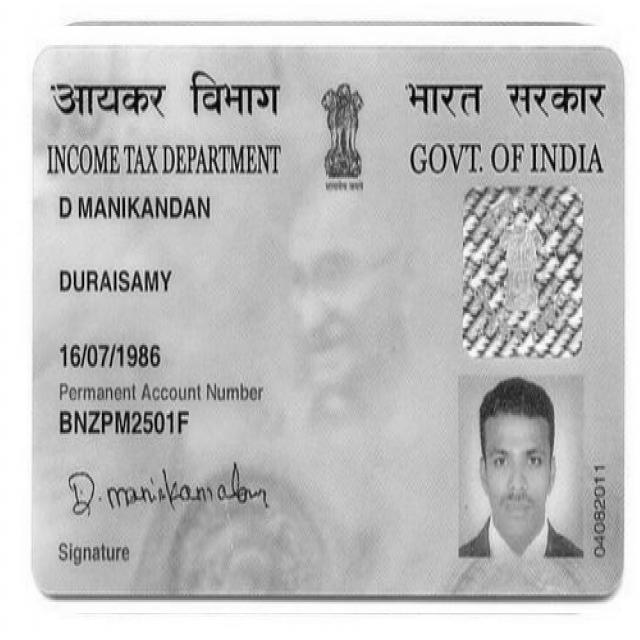 आयकर विभाग
भारत सरकार
INCOME TAX DEPARTMENT
GOVT. OF INDIA
D MANIKANDAN
DURAISAMY
16/07/1986
Permanent Account Number
BNZPM2501F
D. manikandan
Signature
04082011